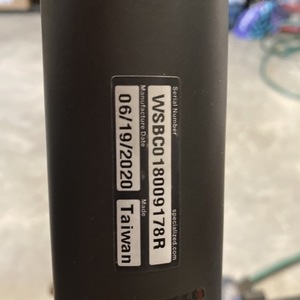 Serial Number specialized.com
WSBC018009178R
Manufacture Date Made
06/19/2020 Taiwan